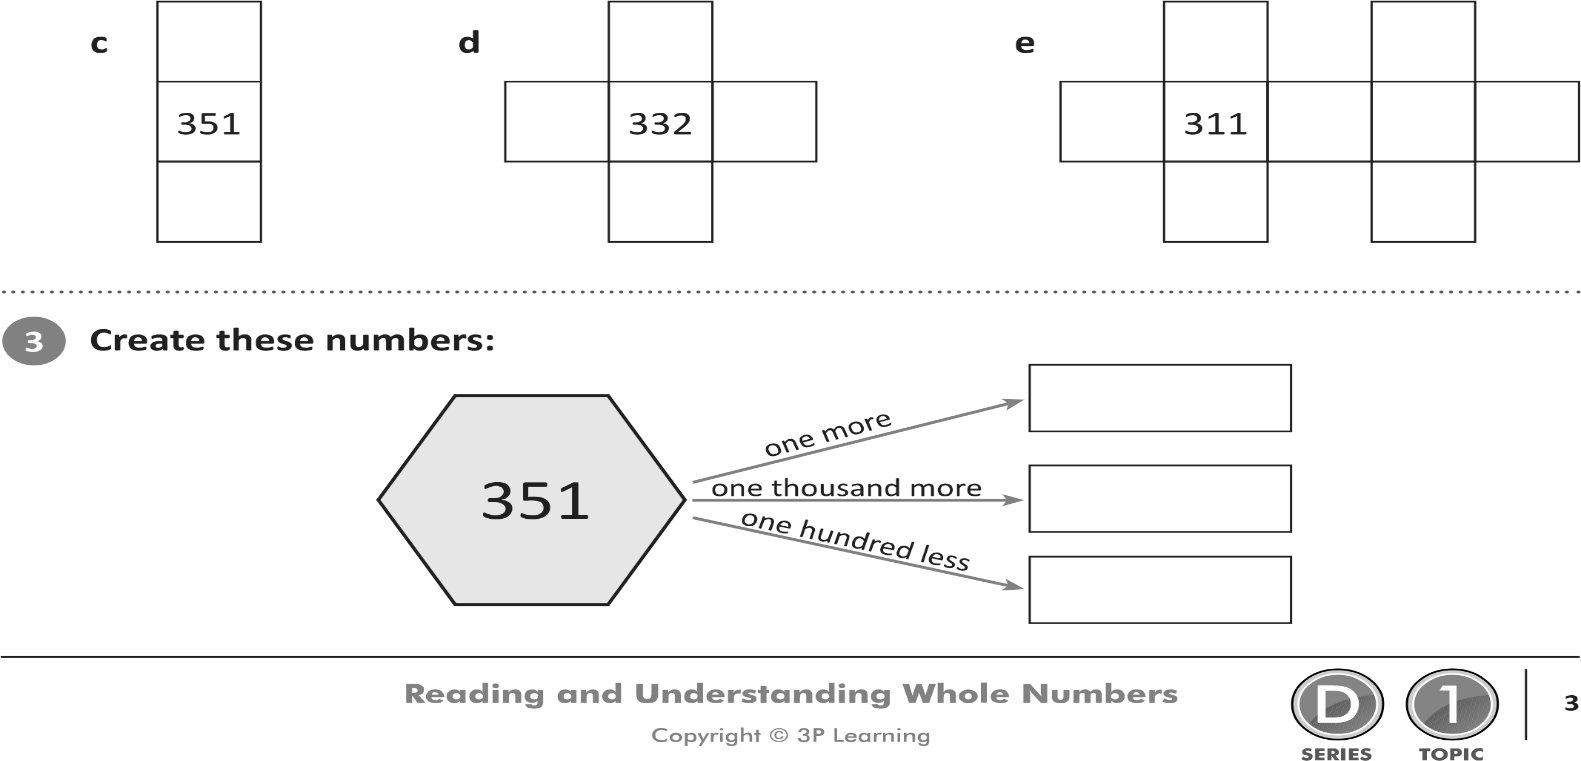 c
d
e
351
332
311
3 Create these numbers:
351
one more
one thousand more
one hundred less
Reading and Understanding Whole Numbers
Copyright © 3P Learning
D
SERIES
1
TOPIC
3